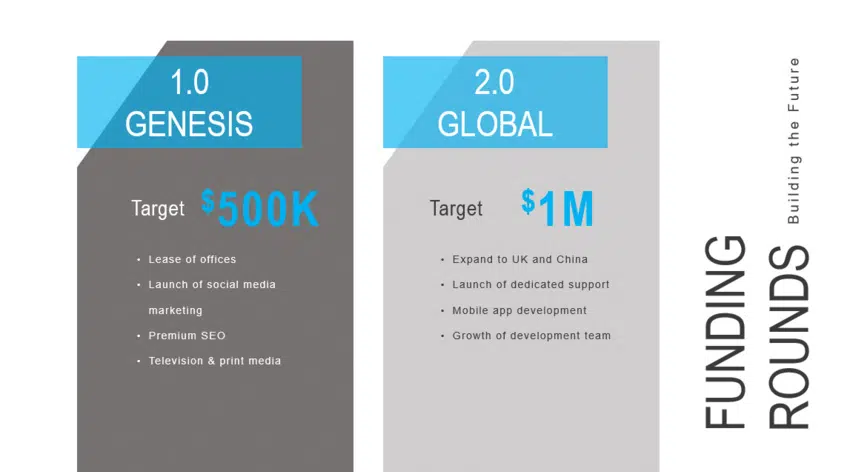 1.0
GENESIS
Target $500K
• Lease of offices
• Launch of social media
marketing
• Premium SEO
• Television & print media
2.0
GLOBAL
Target $1M
• Expand to UK and China
• Launch of dedicated support
• Mobile app development
• Growth of development team
FUNDING
ROUNDS Building the Future